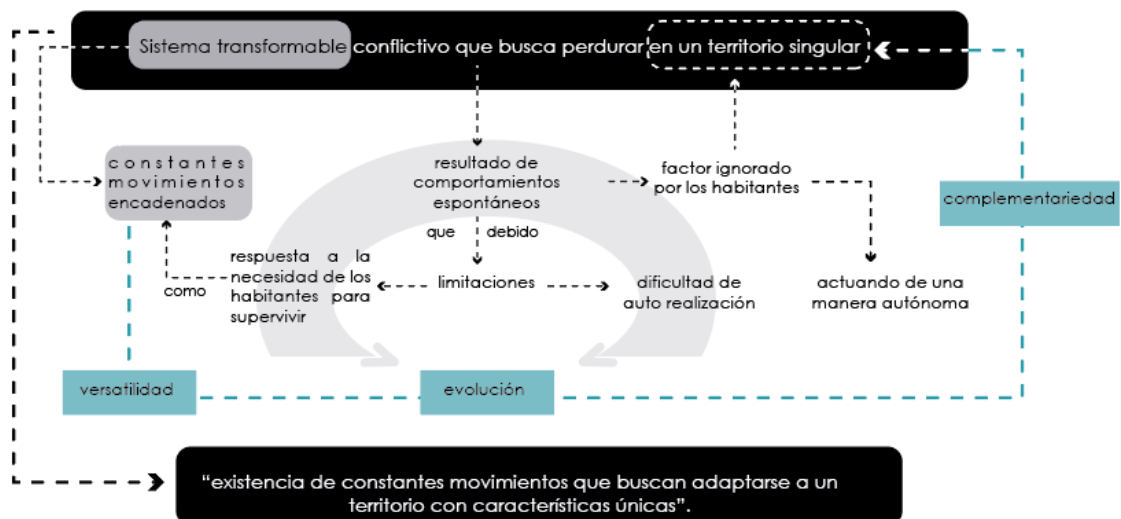 Sistema transformable conflictivo que busca perdurar en un territorio singular
constantes
movimientos
encadenados
resultado de
comportamientos
espontáneos
factor ignorado
por los habitantes
complementariedad
que debido
respuesta a la
necesidad de los
habitantes para
supervivir
como
limitaciones
dificultad de
auto realización
actuando de una
manera autónoma
versatilidad
evolución
“existencia de constantes movimientos que buscan adaptarse a un
territorio con características únicas”.